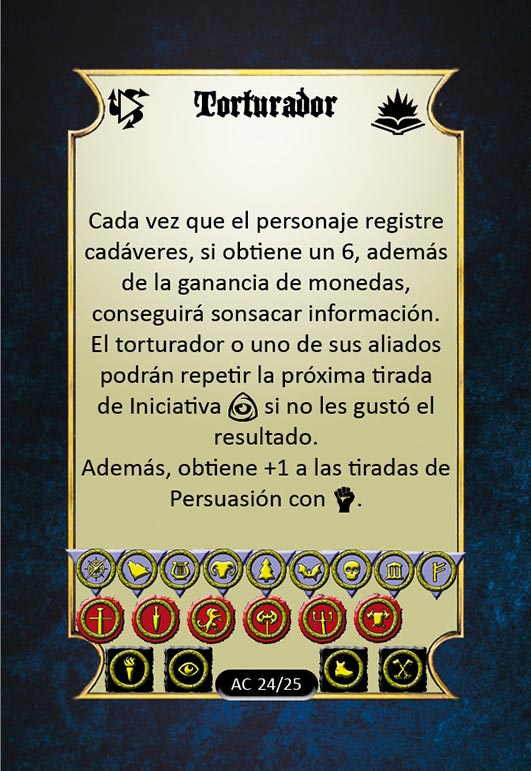 Torturador
Cada vez que el personaje registre
cadáveres, si obtiene un 6, además
de la ganancia de monedas,
conseguirá sonsacar información.
El torturador o uno de sus aliados
podrán repetir la próxima tirada
de Iniciativa si no les gustó el
resultado.
Además, obtiene +1 a las tiradas de
Persuasión con .
AC 24/25